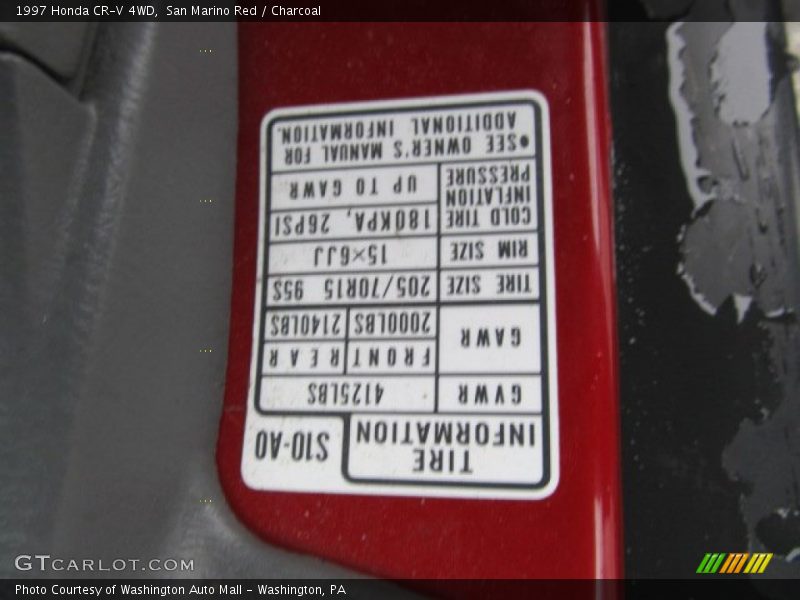 1997 Honda CR-V 4WD, San Marino Red / Charcoal
TIRE
INFORMATION
S10-A0
GVWR 4125LBS
GAWR
FRONT REAR
2000LBS 2140LBS
TIRE SIZE 205/70R15 95S
RIM SIZE 15×6JJ
COLD TIRE
INFLATION
PRESSURE
180KPA, 26PSI
UP TO GAWR
●SEE OWNER'S MANUAL FOR
ADDITIONAL INFORMATION.
GTCARLOT.COM
Photo Courtesy of Washington Auto Mall - Washington, PA